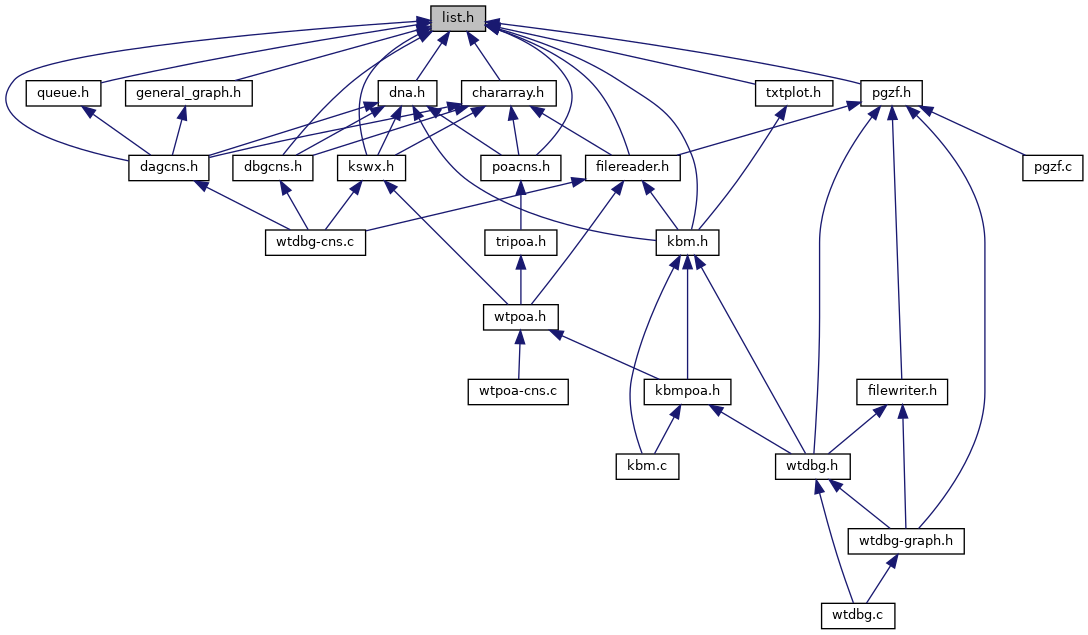 list.h
queue.h
general_graph.h
dna.h
chararray.h
txtplot.h
pgzf.h
dagcns.h
dbgcns.h
kswx.h
poacns.h
filereader.h
pgzf.c
wtdbg-cns.c
tripoa.h
kbm.h
wtpoa.h
wtpoa-cns.c
kbmpoa.h
filewriter.h
kbm.c
wtdbg.h
wtdbg-graph.h
wtdbg.c